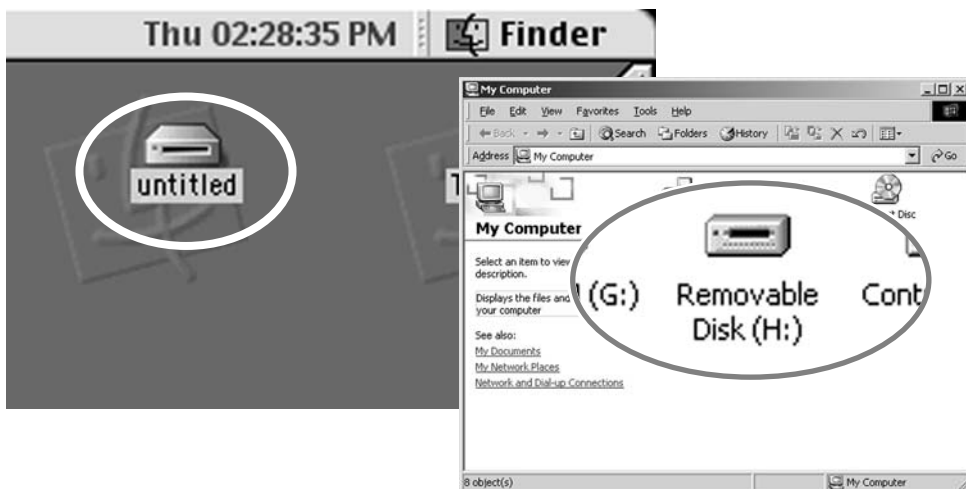 Thu 02:28:35 PM Finder
untitled
My Computer
File Edit View Favorites Tools Help
Back Search Folders History
Address My Computer Go
My Computer
Disc
Select an item to view
description.
(G:) Removable Cont
Disk (H:)
Displays the files and
your computer
See also:
My Documents
My Network Places
Network and Dial-up Connections
8 object(s) My Computer